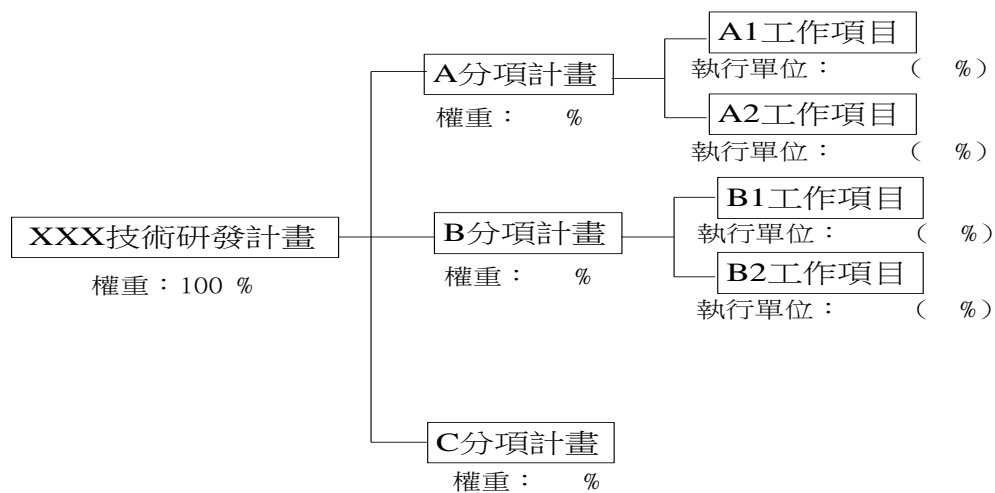 XXX技術研發計畫
權重：100 %
A分項計畫
權重：　%
A1工作項目
執行單位：　（　%）
A2工作項目
執行單位：　（　%）
B分項計畫
權重：　%
B1工作項目
執行單位：　（　%）
B2工作項目
執行單位：　（　%）
C分項計畫
權重：　%